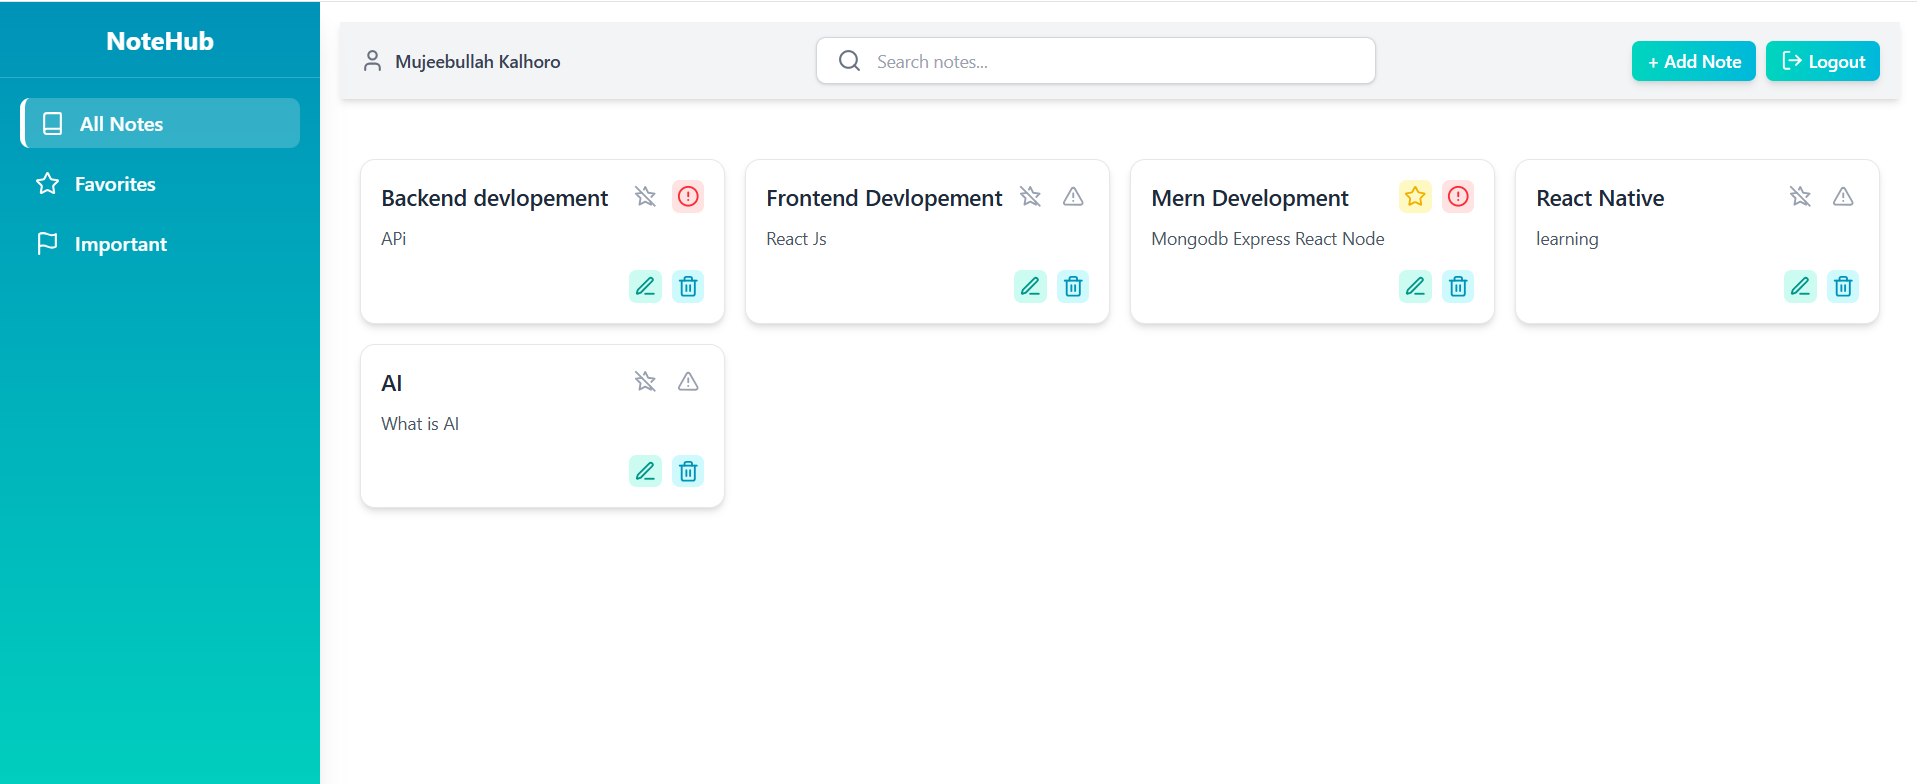 NoteHub
All Notes
Favorites
Important
Mujeebullah Kalhoro
Search notes...
+ Add Note
Logout
Backend devlopement
APi
Frontend Devlopement
React Js
Mern Development
Mongodb Express React Node
React Native
learning
AI
What is AI